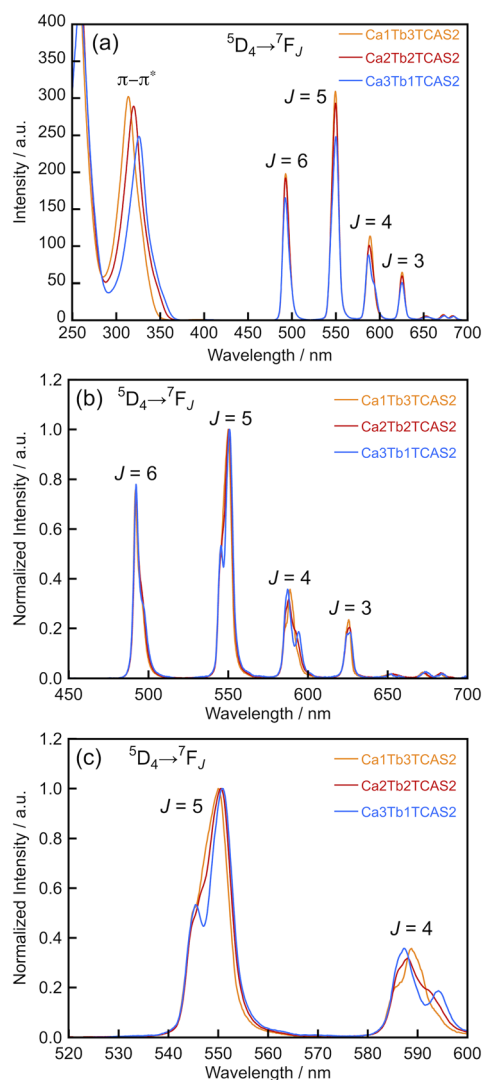 (a)
⁵D₄→⁷F_J
Ca1Tb3TCAS2
Ca2Tb2TCAS2
Ca3Tb1TCAS2
π−π*
J = 5
J = 6
J = 4
J = 3
400
350
300
250
200
150
100
50
0
Intensity / a.u.
250 300 350 400 450 500 550 600 650 700
Wavelength / nm
(b)
⁵D₄→⁷F_J
Ca1Tb3TCAS2
Ca2Tb2TCAS2
Ca3Tb1TCAS2
J = 5
J = 6
J = 4
J = 3
1.2
1.0
0.8
0.6
0.4
0.2
0.0
Normalized Intensity / a.u.
450 500 550 600 650 700
Wavelength / nm
(c)
⁵D₄→⁷F_J
Ca1Tb3TCAS2
Ca2Tb2TCAS2
Ca3Tb1TCAS2
J = 5
J = 4
1.2
1.0
0.8
0.6
0.4
0.2
0.0
Normalized Intensity / a.u.
520 530 540 550 560 570 580 590 600
Wavelength / nm